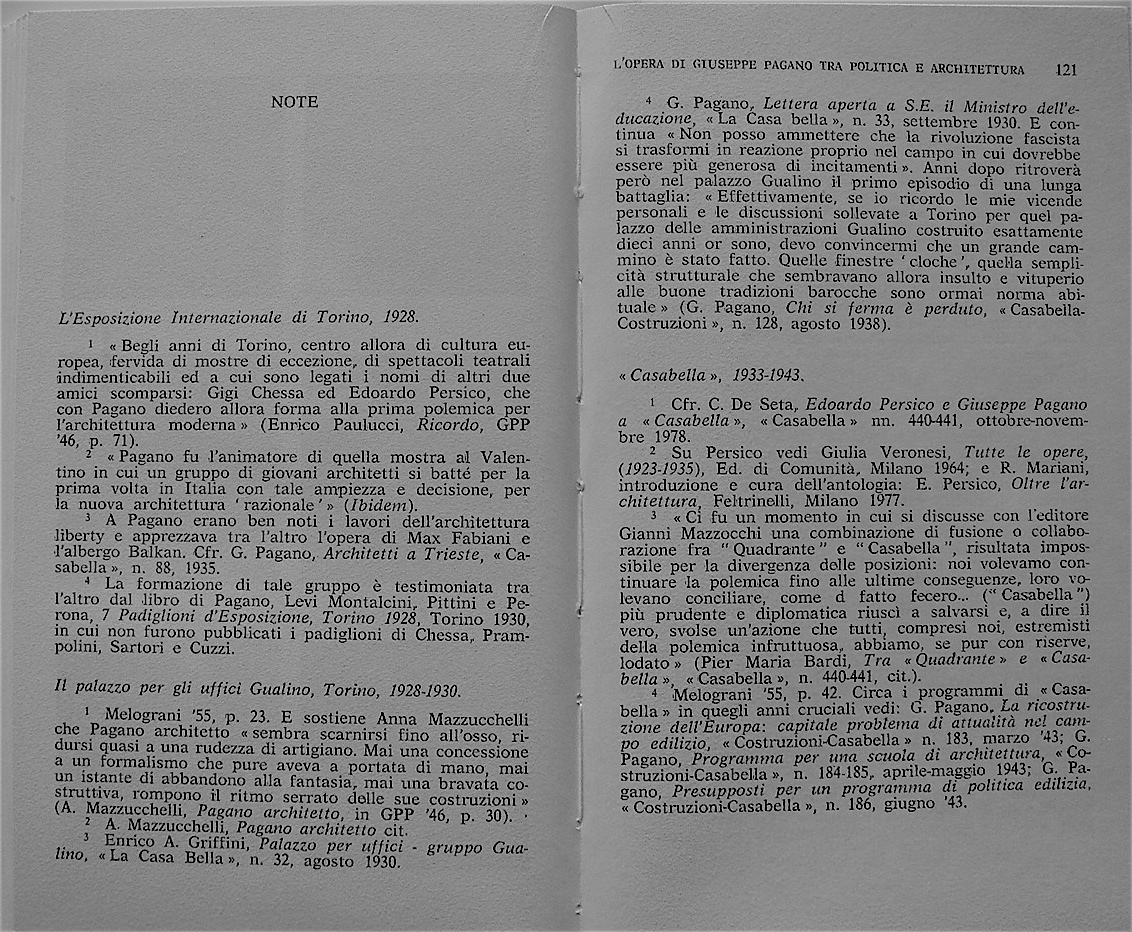 NOTE
L'Esposizione Internazionale di Torino, 1928.
1 « Begli anni di Torino, centro allora di cultura eu-
ropea, fervida di mostre di eccezione, di spettacoli teatrali
indimenticabili ed a cui sono legati i nomi di altri due
amici scomparsi: Gigi Chessa ed Edoardo Persico, che
con Pagano diedero allora forma alla prima polemica per
l'architettura moderna » (Enrico Paulucci, Ricordo, GPP
'46, p. 71).
2 « Pagano fu l'animatore di quella mostra al Valen-
tino in cui un gruppo di giovani architetti si batté per la
prima volta in Italia con tale ampiezza e decisione, per
la nuova architettura ' razionale ' » (Ibidem).
3 A Pagano erano ben noti i lavori dell'architettura
liberty e apprezzava tra l'altro l'opera di Max Fabiani e
l'albergo Balkan. Cfr. G. Pagano, Architetti a Trieste, « Ca-
sabella », n. 88, 1935.
4 La formazione di tale gruppo è testimoniata tra
l'altro dal libro di Pagano, Levi Montalcini, Pittini e Pe-
rona, 7 Padiglioni d'Esposizione, Torino 1928, Torino 1930,
in cui non furono pubblicati i padiglioni di Chessa, Pram-
polini, Sartori e Cuzzi.
Il palazzo per gli uffici Gualino, Torino, 1928-1930.
1 Melograni '55, p. 23. E sostiene Anna Mazzucchelli
che Pagano architetto « sembra scarnirsi fino all'osso, ri-
dursi quasi a una rudezza di artigiano. Mai una concessione
a un formalismo che pure aveva a portata di mano, mai
un istante di abbandono alla fantasia, mai una bravata co-
struttiva, rompono il ritmo serrato delle sue costruzioni »
(A. Mazzucchelli, Pagano architetto, in GPP '46, p. 30).
2 A. Mazzucchelli, Pagano architetto cit.
3 Enrico A. Griffini, Palazzo per uffici - gruppo Gua-
lino, « La Casa Bella », n. 32, agosto 1930.
L'OPERA DI GIUSEPPE PAGANO TRA POLITICA E ARCHITETTURA 121
4 G. Pagano, Lettera aperta a S.E. il Ministro dell'e-
ducazione, « La Casa bella », n. 33, settembre 1930. E con-
tinua « Non posso ammettere che la rivoluzione fascista
si trasformi in reazione proprio nel campo in cui dovrebbe
essere più generosa di incitamenti ». Anni dopo ritroverà
però nel palazzo Gualino il primo episodio di una lunga
battaglia: « Effettivamente, se io ricordo le mie vicende
personali e le discussioni sollevate a Torino per quel pa-
lazzo delle amministrazioni Gualino costruito esattamente
dieci anni or sono, devo convincermi che un grande cam-
mino è stato fatto. Quelle finestre ' cloche ', quella sempli-
cità strutturale che sembravano allora insulto e vituperio
alle buone tradizioni barocche sono ormai norma abi-
tuale » (G. Pagano, Chi si ferma è perduto, « Casabella-
Costruzioni », n. 128, agosto 1938).
« Casabella », 1933-1943.
1 Cfr. C. De Seta, Edoardo Persico e Giuseppe Pagano
a « Casabella », « Casabella » nn. 440-441, ottobre-novem-
bre 1978.
2 Su Persico vedi Giulia Veronesi, Tutte le opere,
(1923-1935), Ed. di Comunità, Milano 1964; e R. Mariani,
introduzione e cura dell'antologia: E. Persico, Oltre l'ar-
chitettura, Feltrinelli, Milano 1977.
3 « Ci fu un momento in cui si discusse con l'editore
Gianni Mazzocchi una combinazione di fusione o collabo-
razione fra " Quadrante " e " Casabella ", risultata impos-
sibile per la divergenza delle posizioni: noi volevamo con-
tinuare la polemica fino alle ultime conseguenze, loro vo-
levano conciliare, come d fatto fecero... (" Casabella ")
più prudente e diplomatica riuscì a salvarsi e, a dire il
vero, svolse un'azione che tutti, compresi noi, estremisti
della polemica infruttuosa, abbiamo, se pur con riserve,
lodato » (Pier Maria Bardi, Tra « Quadrante » e « Casa-
bella », « Casabella », n. 440-441, cit.).
4 Melograni '55, p. 42. Circa i programmi di « Casa-
bella » in quegli anni cruciali vedi: G. Pagano, La ricostru-
zione dell'Europa: capitale problema di attualità nel cam-
po edilizio, « Costruzioni-Casabella » n. 183, marzo '43; G.
Pagano, Programma per una scuola di architettura, « Co-
struzioni-Casabella », n. 184-185, aprile-maggio 1943; G. Pa-
gano, Presupposti per un programma di politica edilizia,
« Costruzioni-Casabella », n. 186, giugno '43.